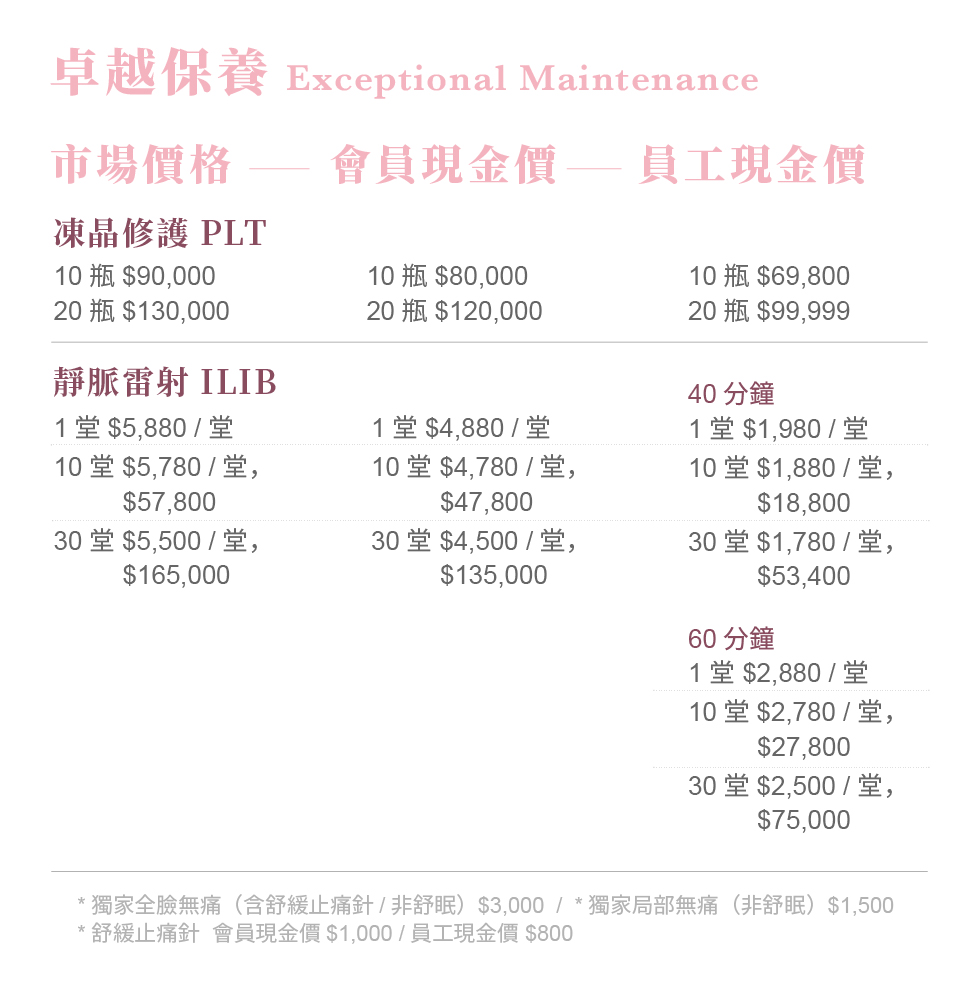 卓越保養 Exceptional Maintenance
市場價格 — 會員現金價 — 員工現金價
凍晶修護 PLT
10 瓶 $90,000 10 瓶 $80,000 10 瓶 $69,800
20 瓶 $130,000 20 瓶 $120,000 20 瓶 $99,999
靜脈雷射 ILIB
40 分鐘
1 堂 $5,880 / 堂 1 堂 $4,880 / 堂 1 堂 $1,980 / 堂
10 堂 $5,780 / 堂， 10 堂 $4,780 / 堂， 10 堂 $1,880 / 堂，
$57,800 $47,800 $18,800
30 堂 $5,500 / 堂， 30 堂 $4,500 / 堂， 30 堂 $1,780 / 堂，
$165,000 $135,000 $53,400
60 分鐘
1 堂 $2,880 / 堂
10 堂 $2,780 / 堂，
$27,800
30 堂 $2,500 / 堂，
$75,000
* 獨家全臉無痛（含舒緩止痛針 / 非舒眠）$3,000 / * 獨家局部無痛（非舒眠）$1,500
* 舒緩止痛針 會員現金價 $1,000 / 員工現金價 $800